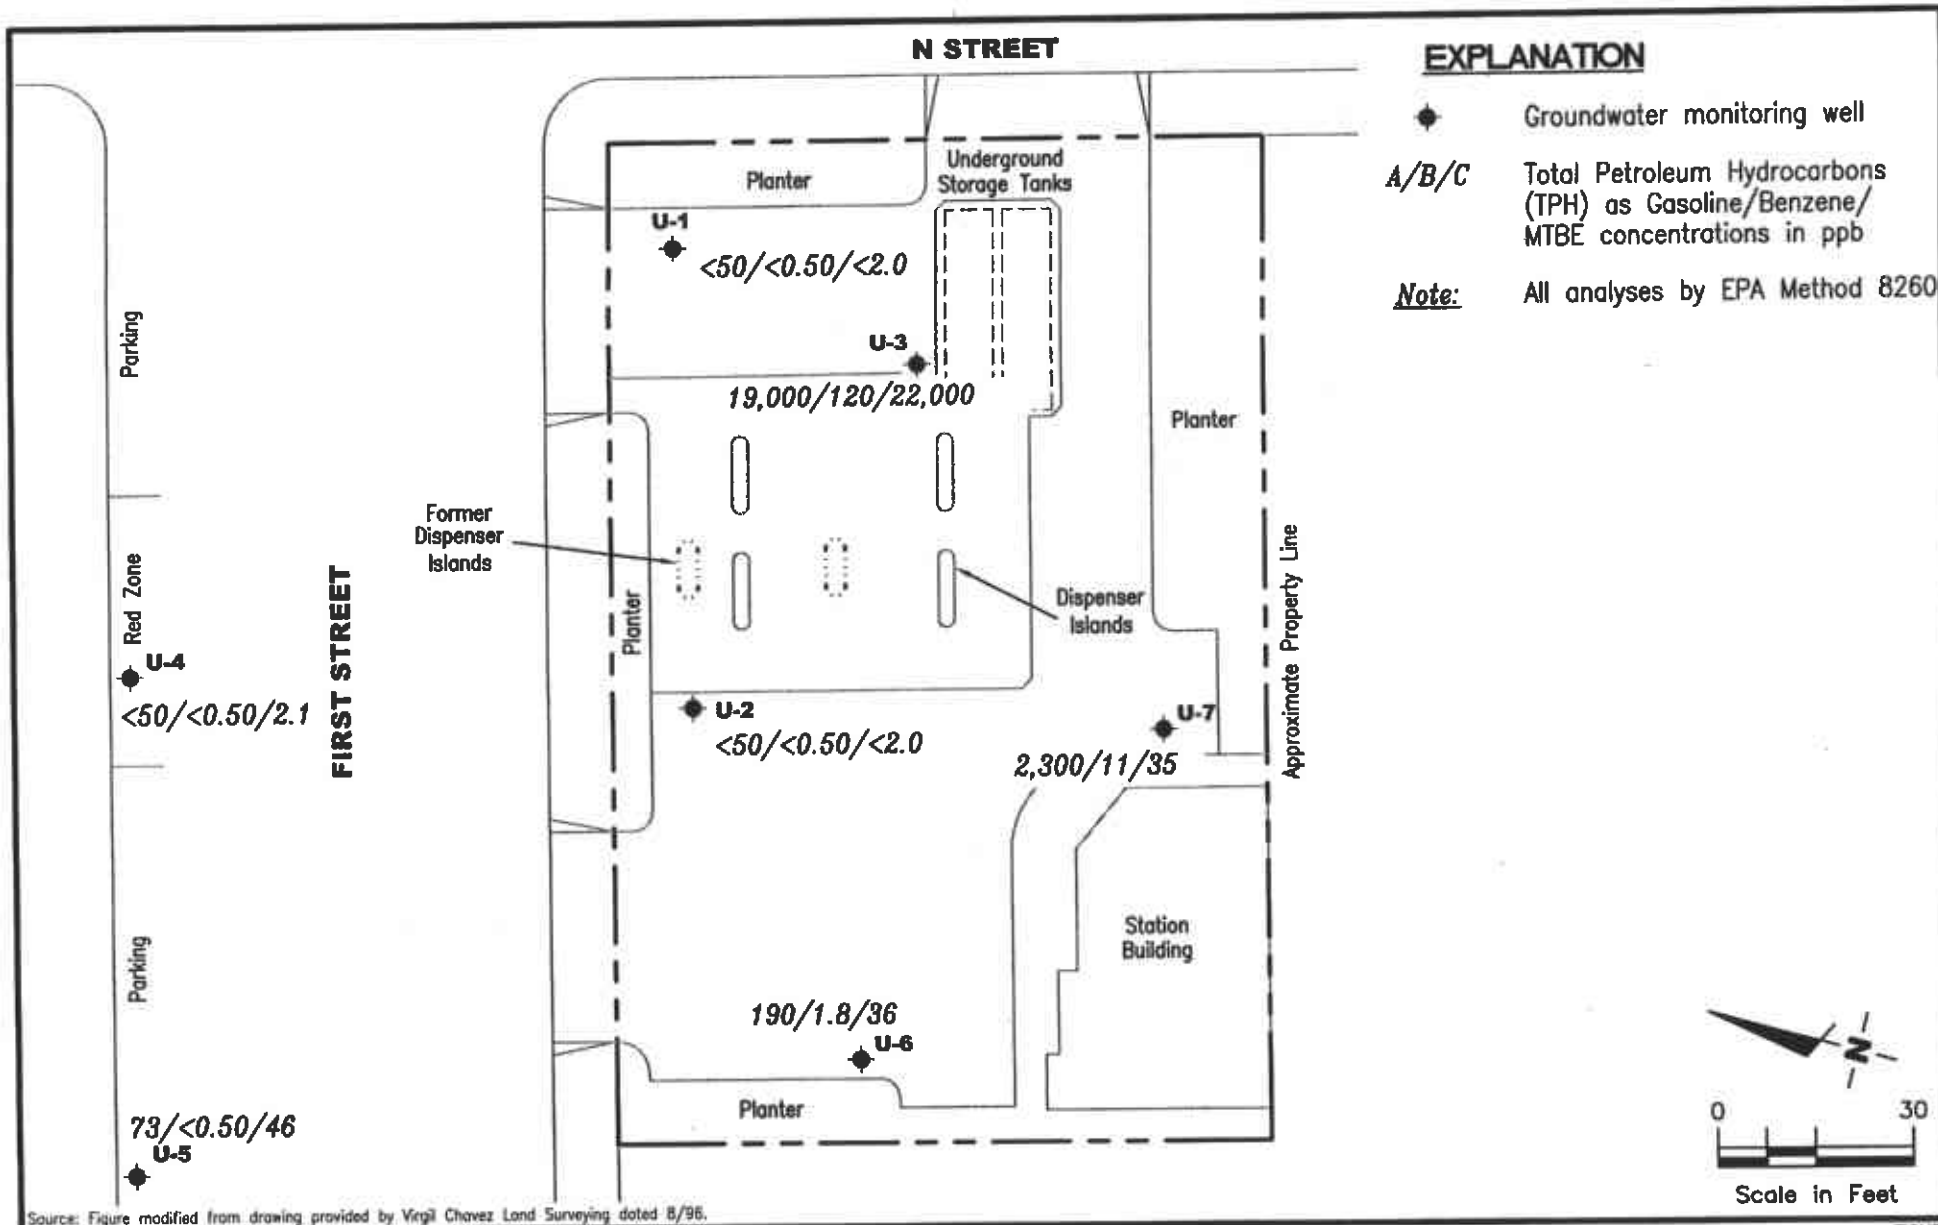 N STREET
EXPLANATION
Groundwater monitoring well
A/B/C
Total Petroleum Hydrocarbons
(TPH) as Gasoline/Benzene/
MTBE concentrations in ppb
Note:
All analyses by EPA Method 8260
Planter
Underground
Storage Tanks
U-1
<50/<0.50/<2.0
U-3
19,000/120/22,000
Parking
Planter
Former
Dispenser
Islands
Red Zone
FIRST STREET
Planter
Dispenser
Islands
Approximate Property Line
U-4
<50/<0.50/2.1
U-2
<50/<0.50/<2.0
U-7
2,300/11/35
Station
Building
Parking
190/1.8/36
U-6
Planter
73/<0.50/46
U-5
N
0 30
Scale in Feet
Source: Figure modified from drawing provided by Virgil Chavez Land Surveying dated 8/96.